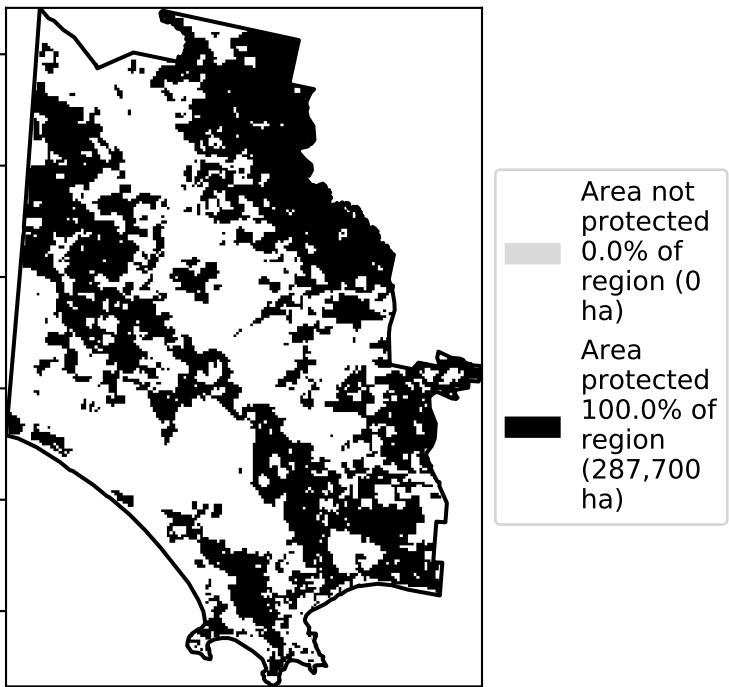 Area not
protected
0.0% of
region (0
ha)
Area
protected
100.0% of
region
(287,700
ha)